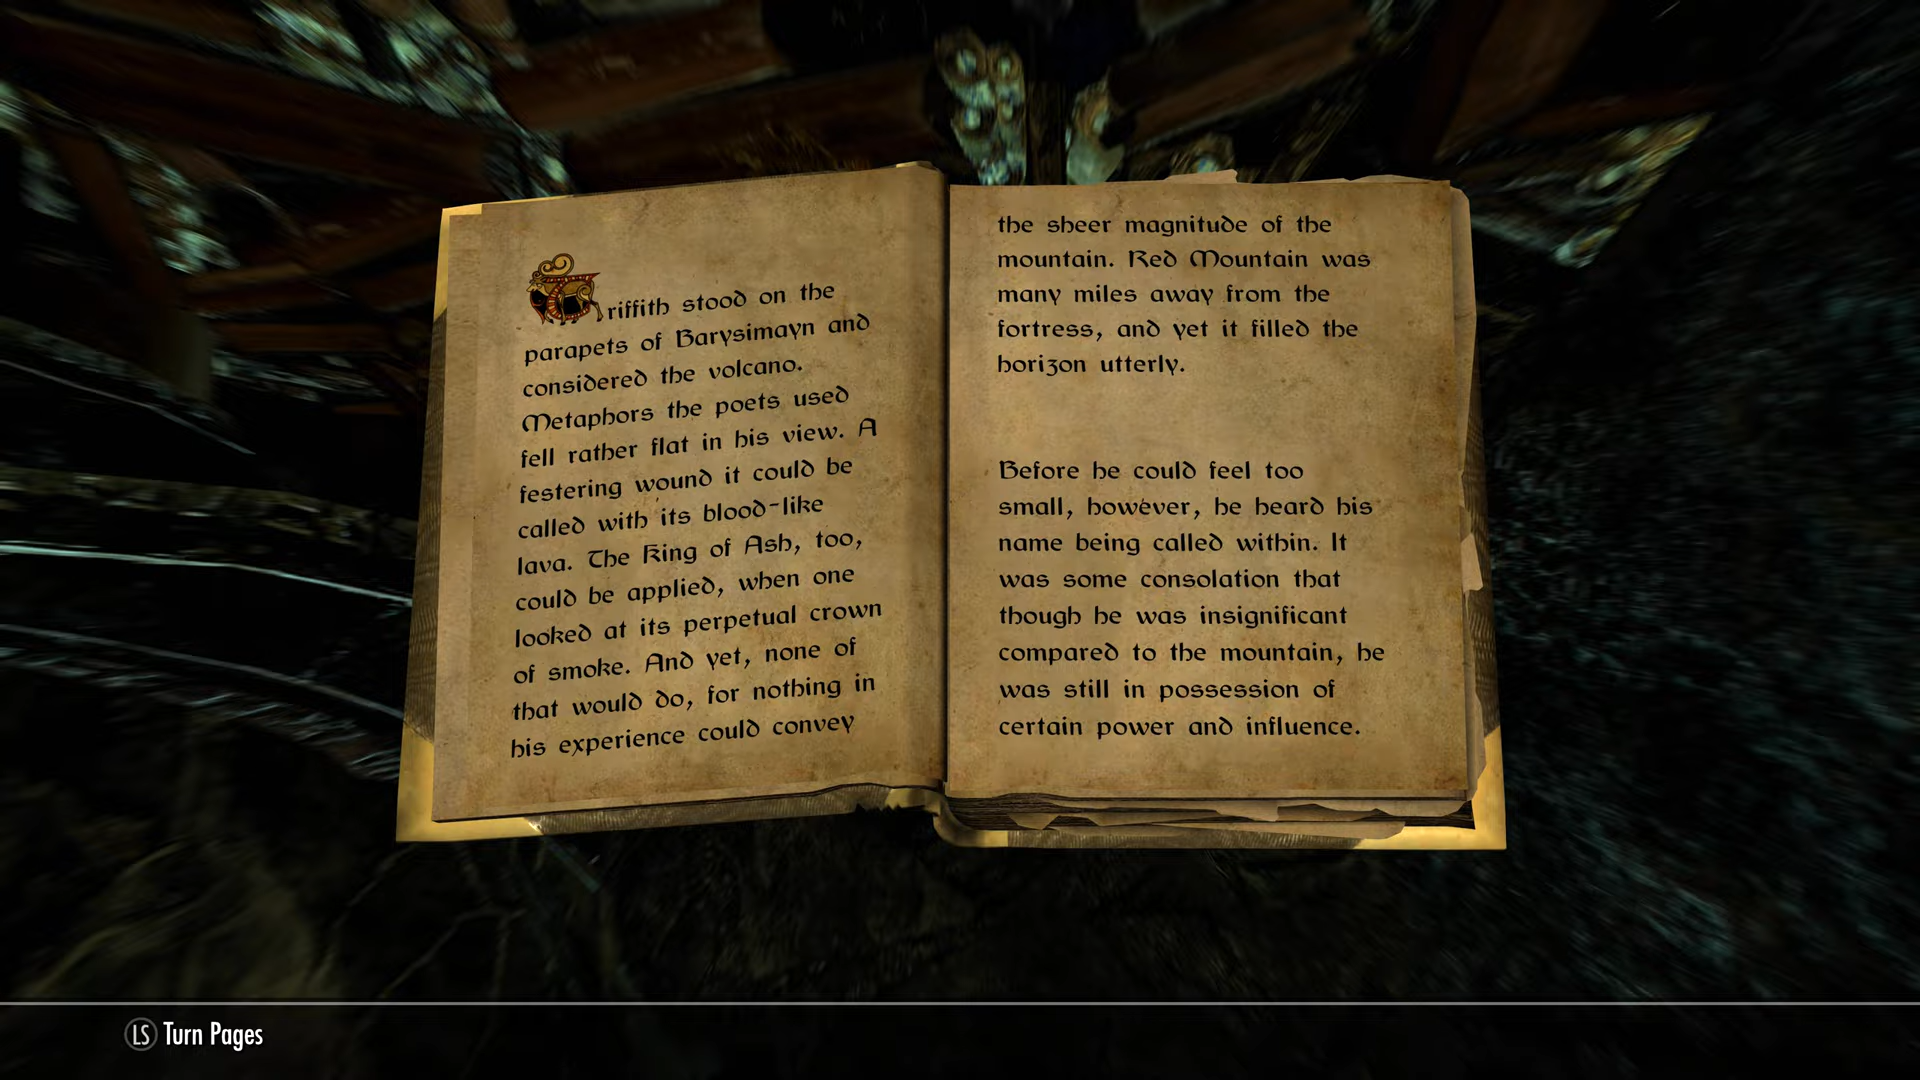 Griffith stood on the
parapets of Barysimayn and
considered the volcano.
Metaphors the poets used
fell rather flat in his view. A
festering wound it could be
called with its blood-like
lava. The King of Ash, too,
could be applied, when one
looked at its perpetual crown
of smoke. And yet, none of
that would do, for nothing in
his experience could convey
the sheer magnitude of the
mountain. Red Mountain was
many miles away from the
fortress, and yet it filled the
horizon utterly.
Before he could feel too
small, however, he heard his
name being called within. It
was some consolation that
though he was insignificant
compared to the mountain, he
was still in possession of
certain power and influence.
LS Turn Pages